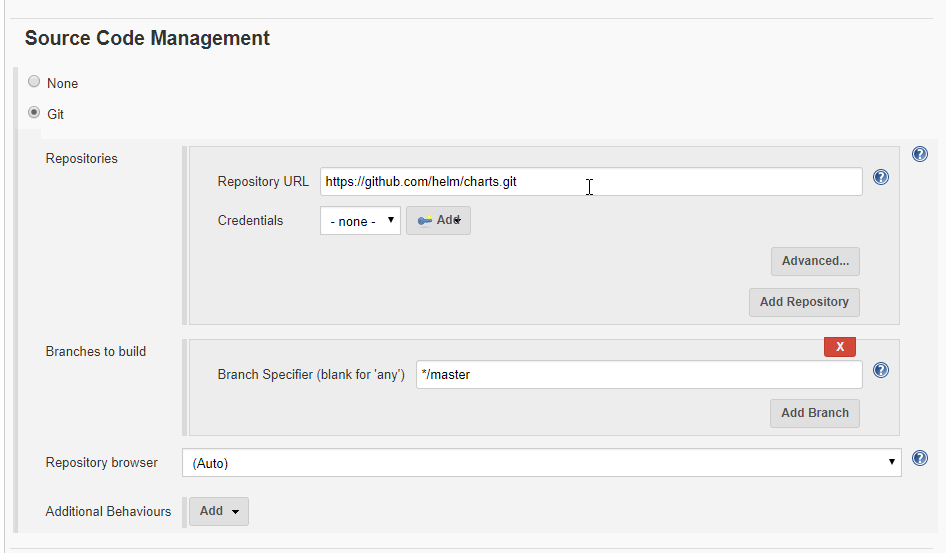 Source Code Management
None
Git
Repositories
Repository URL https://github.com/helm/charts.git
Credentials - none - Add
Advanced...
Add Repository
Branches to build
X
Branch Specifier (blank for 'any') */master
Add Branch
Repository browser (Auto)
Additional Behaviours Add